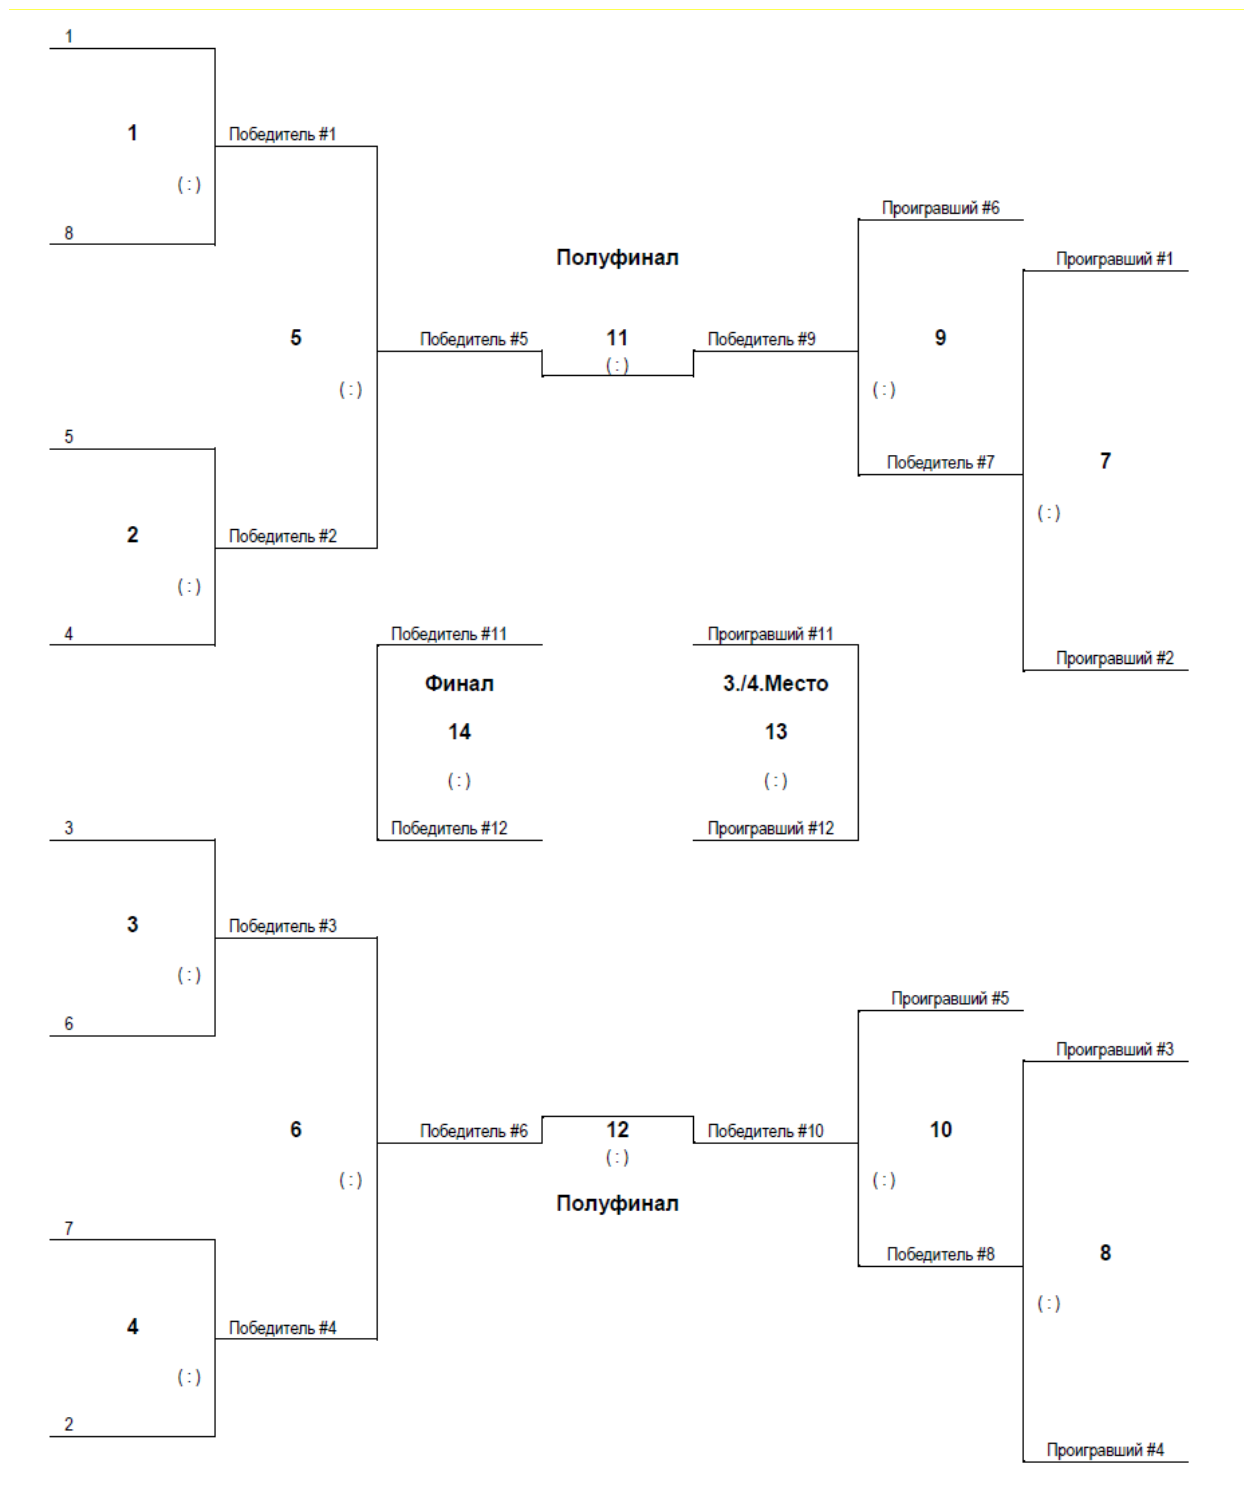 1
1
Победитель #1
( : )
8
Проигравший #6
Полуфинал
Проигравший #1
5
Победитель #5
11
Победитель #9
9
( : )
( : )
( : )
5
Победитель #7
7
( : )
2
Победитель #2
( : )
4
Победитель #11
Проигравший #11
Проигравший #2
Финал
3./4.Место
14
13
( : )
( : )
3
Победитель #12
Проигравший #12
3
Победитель #3
( : )
6
Проигравший #5
Проигравший #3
6
Победитель #6
12
Победитель #10
10
( : )
( : )
( : )
Полуфинал
7
Победитель #8
8
( : )
4
Победитель #4
( : )
2
Проигравший #4